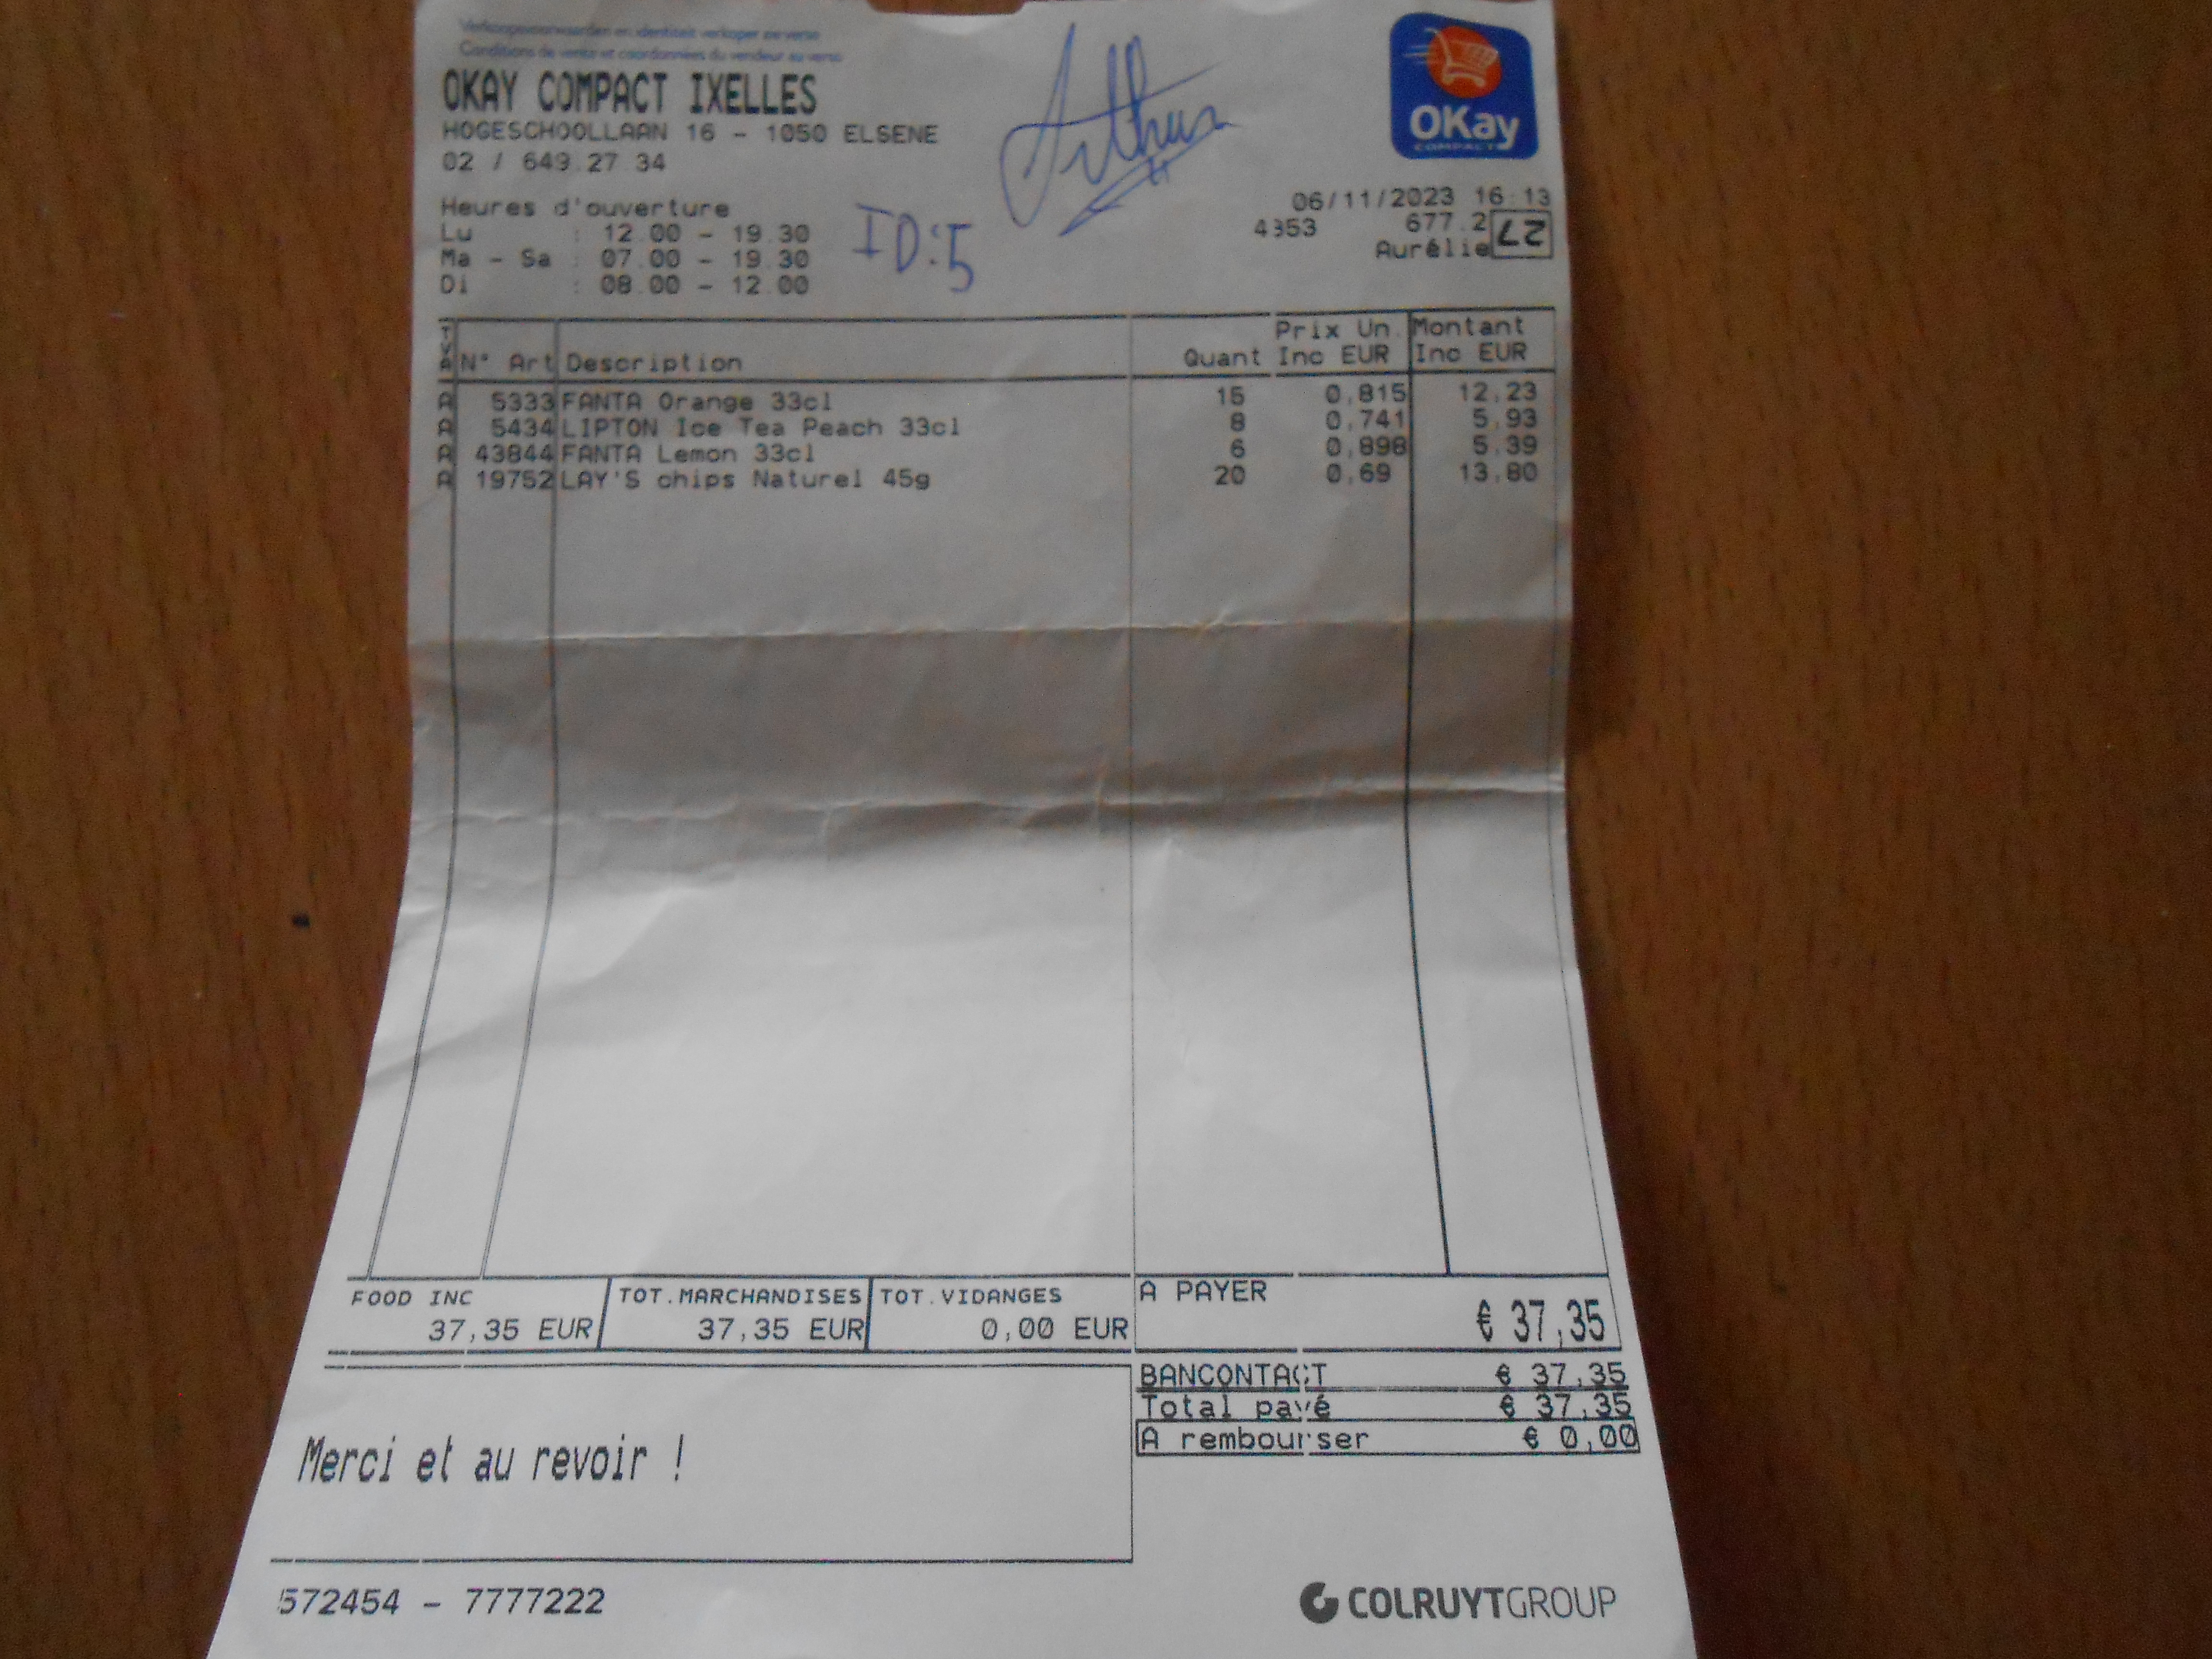 Verkoopsvoorwaarden en identiteit verkoper zie verso
Conditions de vente et coordonnées du vendeur au verso
OKAY COMPACT IXELLES
HOGESCHOOLLAAN 16 - 1050 ELSENE
02 / 649.27 34
Arthur
OKay
COMPACT
Heures d'ouverture
Lu : 12.00 - 19.30
Ma - Sa : 07.00 - 19.30
Di : 08.00 - 12.00
ID:5
06/11/2023 16:13
4353 677.2
Aurélie 27
TVA N° Art Description Quant Prix Un. Inc EUR Montant Inc EUR
A 5333 FANTA Orange 33cl 15 0,815 12,23
A 5434 LIPTON Ice Tea Peach 33cl 8 0,741 5,93
A 43844 FANTA Lemon 33cl 6 0,898 5,39
A 19752 LAY'S chips Naturel 45g 20 0,69 13,80
FOOD INC TOT.MARCHANDISES TOT.VIDANGES A PAYER
37,35 EUR 37,35 EUR 0,00 EUR € 37,35
BANCONTACT € 37,35
Total payé € 37,35
A rembourser € 0,00
Merci et au revoir !
572454 - 7777222
COLRUYTGROUP